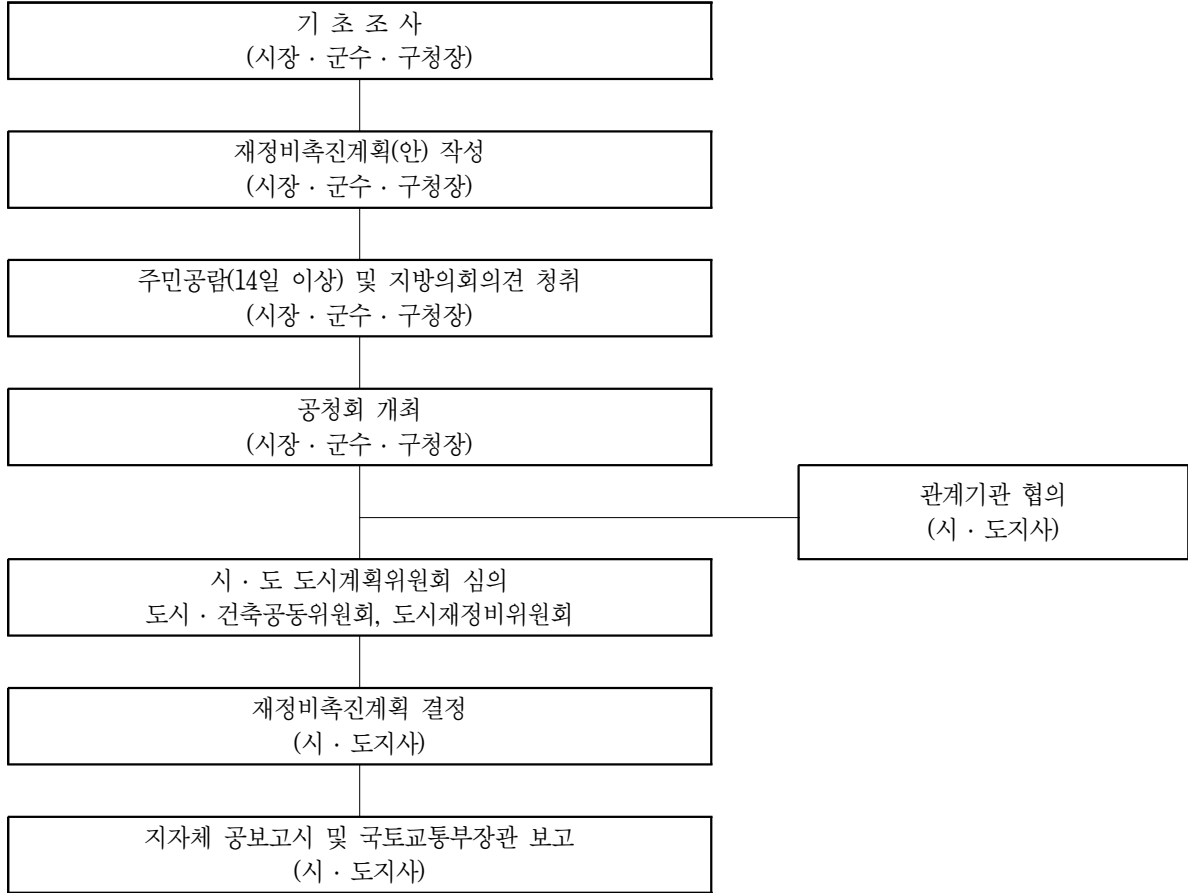 기 초 조 사
(시장 · 군수 · 구청장)
재정비촉진계획(안) 작성
(시장 · 군수 · 구청장)
주민공람(14일 이상) 및 지방의회의견 청취
(시장 · 군수 · 구청장)
공청회 개최
(시장 · 군수 · 구청장)
관계기관 협의
(시 · 도지사)
시 · 도 도시계획위원회 심의
도시 · 건축공동위원회, 도시재정비위원회
재정비촉진계획 결정
(시 · 도지사)
지자체 공보고시 및 국토교통부장관 보고
(시 · 도지사)